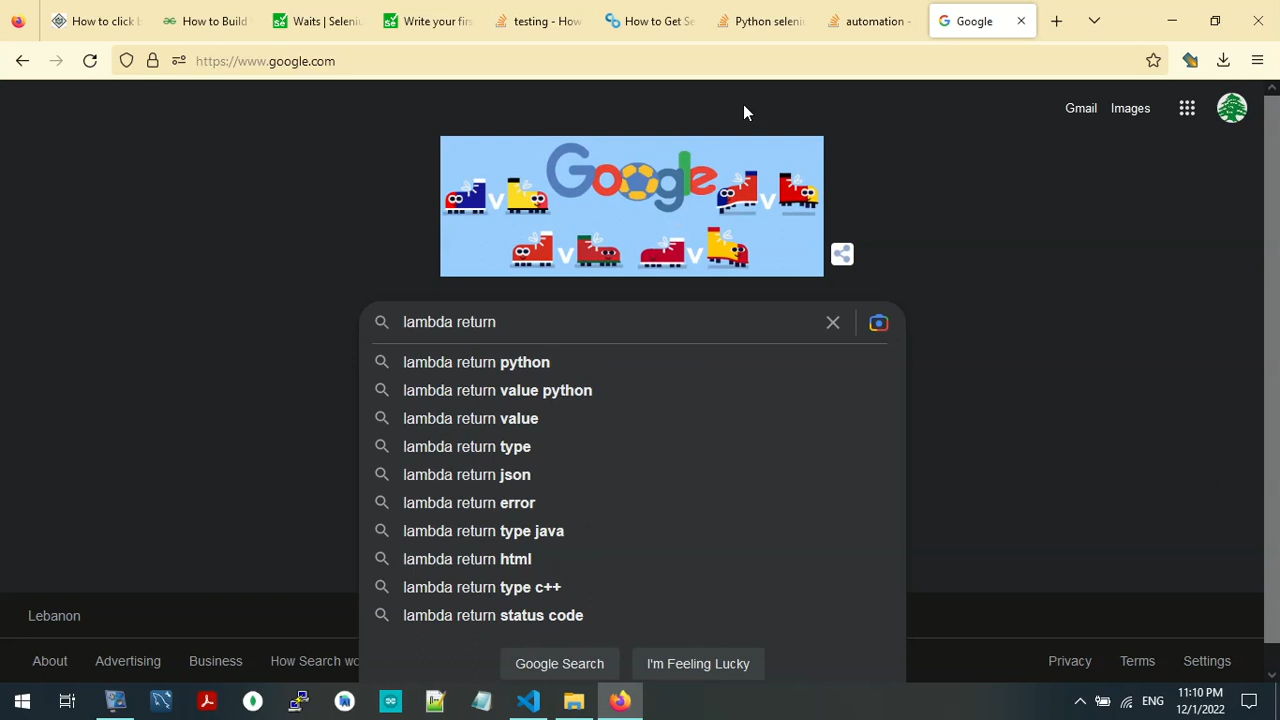 How to click b
How to Build
Waits | Seleniu
Write your firs
testing - How
How to Get Se
Python seleniu
automation -
Google
https://www.google.com
Gmail Images
Google
V V
V V
lambda return
lambda return python
lambda return value python
lambda return value
lambda return type
lambda return json
lambda return error
lambda return type java
lambda return html
lambda return type c++
lambda return status code
Google Search I'm Feeling Lucky
Lebanon
About Advertising Business How Search wo
Privacy Terms Settings
ENG
11:10 PM
12/1/2022